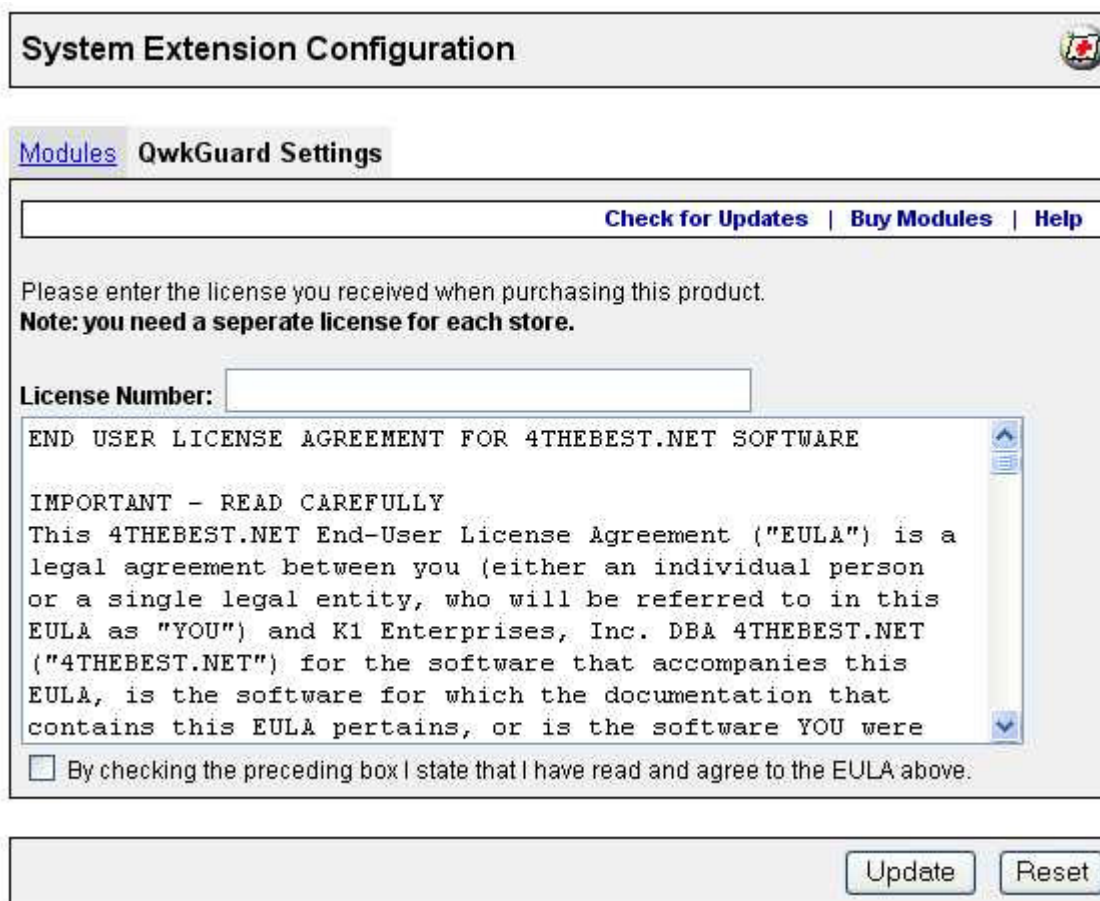 System Extension Configuration
Modules QwkGuard Settings
Check for Updates | Buy Modules | Help
Please enter the license you received when purchasing this product.
Note: you need a seperate license for each store.
License Number:
END USER LICENSE AGREEMENT FOR 4THEBEST.NET SOFTWARE
IMPORTANT - READ CAREFULLY
This 4THEBEST.NET End-User License Agreement ("EULA") is a
legal agreement between you (either an individual person
or a single legal entity, who will be referred to in this
EULA as "YOU") and K1 Enterprises, Inc. DBA 4THEBEST.NET
("4THEBEST.NET") for the software that accompanies this
EULA, is the software for which the documentation that
contains this EULA pertains, or is the software YOU were
By checking the preceding box I state that I have read and agree to the EULA above.
Update Reset